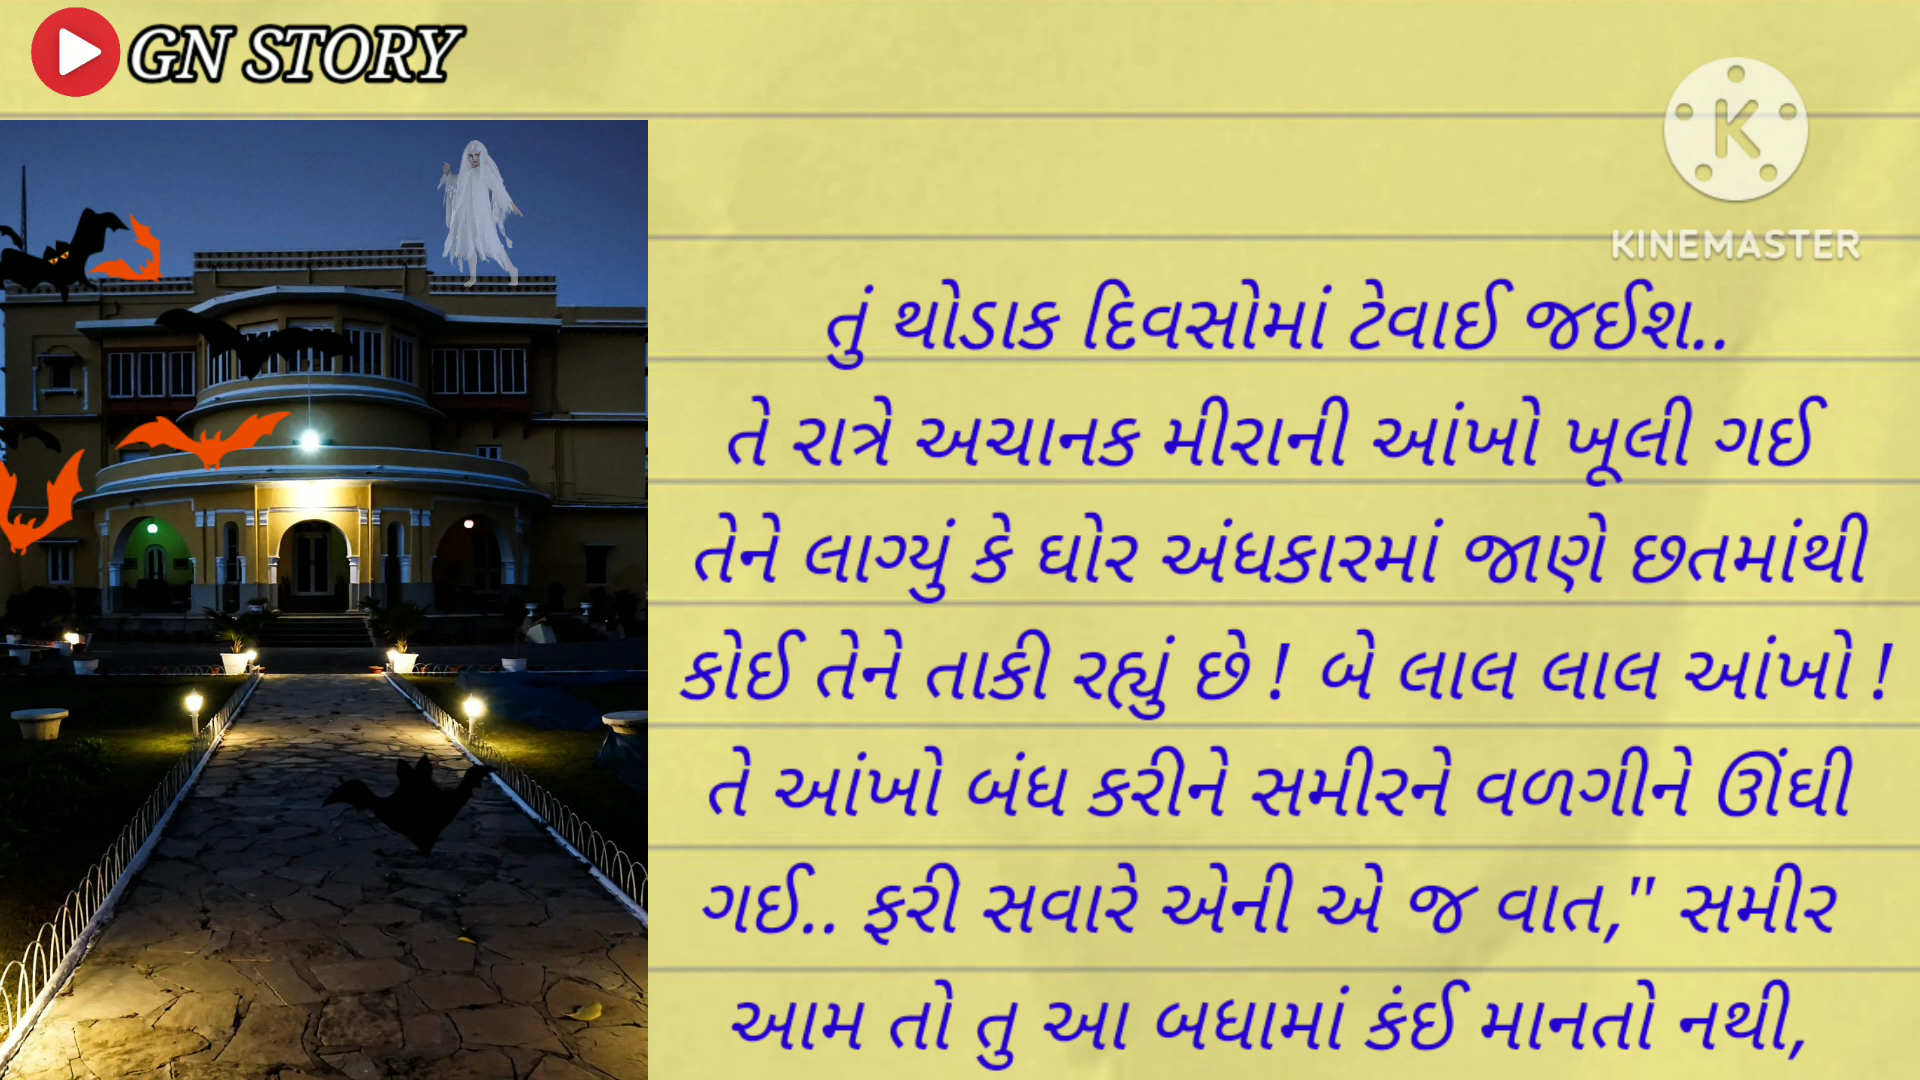 GN STORY
KINEMASTER
તું થોડાક દિવસોમાં ટેવાઈ જઈશ..
તે રાત્રે અચાનક મીરાની આંખો ખૂલી ગઈ
તેને લાગ્યું કે ઘોર અંધકારમાં જાણે છતમાંથી
કોઈ તેને તાકી રહ્યું છે ! બે લાલ લાલ આંખો !
તે આંખો બંધ કરીને સમીરને વળગીને ઊંઘી
ગઈ.. ફરી સવારે એની એ જ વાત," સમીર
આમ તો તુ આ બધામાં કંઈ માનતો નથી,